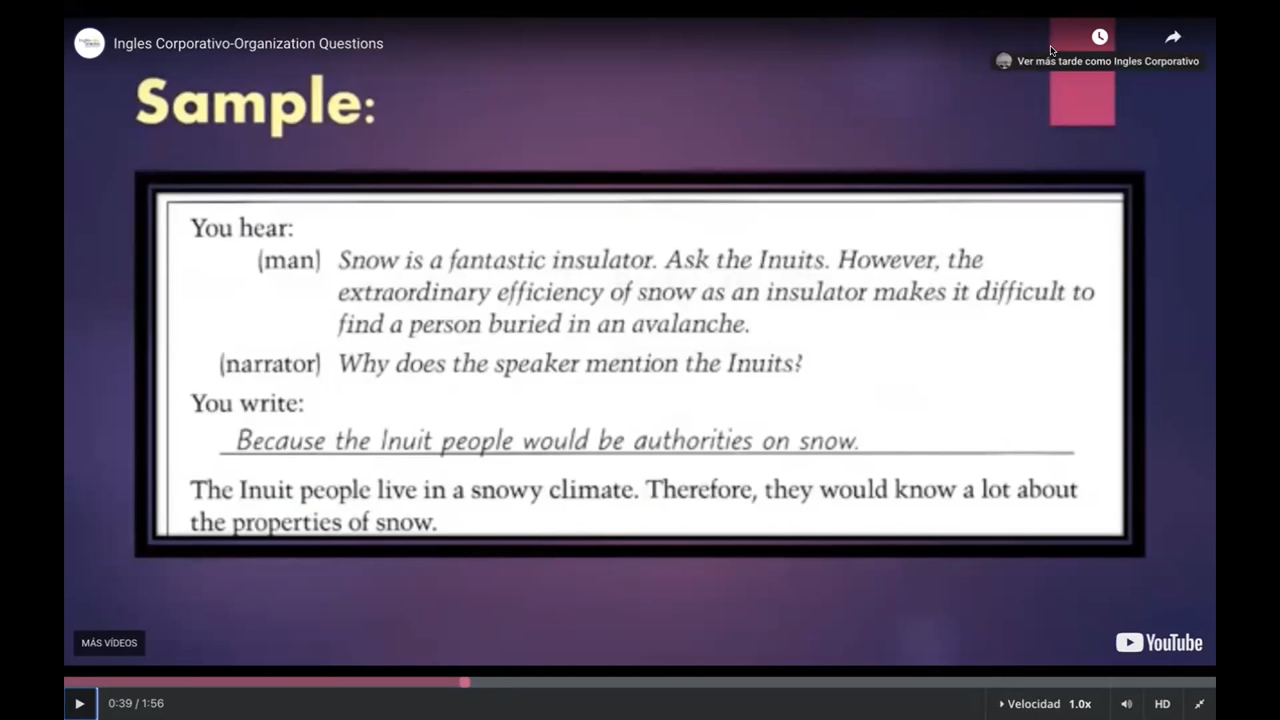 Ingles Corporativo-Organization Questions
Ver más tarde como Ingles Corporativo
Sample:
You hear:
(man) Snow is a fantastic insulator. Ask the Inuits. However, the
extraordinary efficiency of snow as an insulator makes it difficult to
find a person buried in an avalanche.
(narrator) Why does the speaker mention the Inuits?
You write:
Because the Inuit people would be authorities on snow.
The Inuit people live in a snowy climate. Therefore, they would know a lot about
the properties of snow.
MÁS VÍDEOS
YouTube
0:39 / 1:56
Velocidad 1.0x
HD